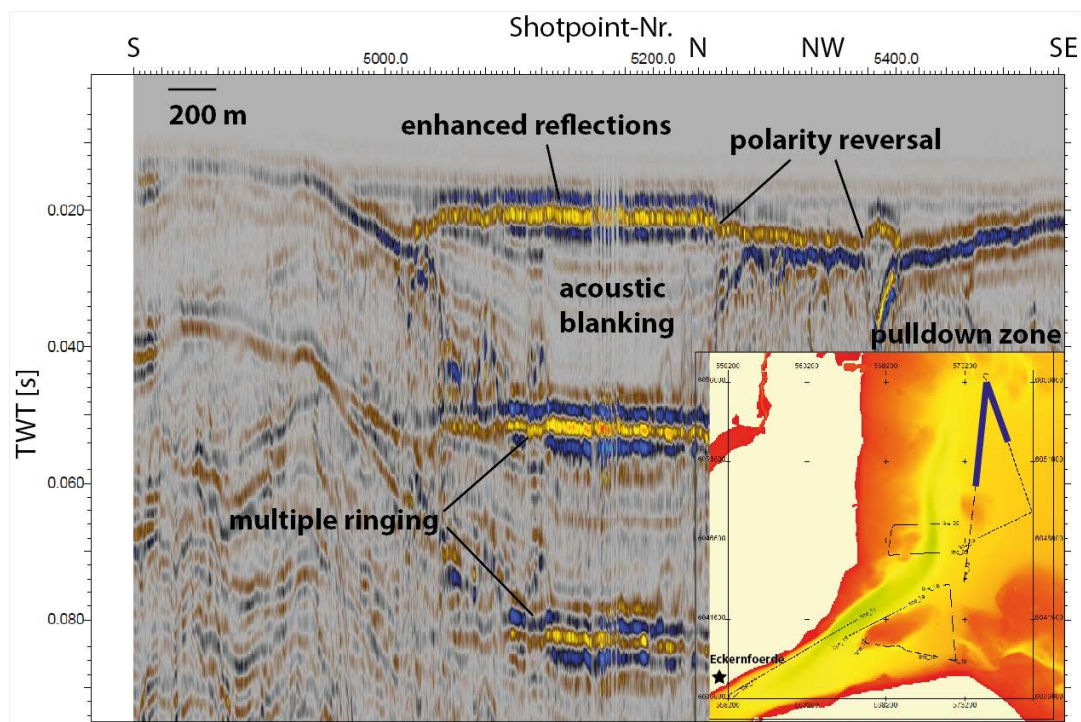 Shotpoint-Nr.
S
5000.0
5200.0
N
NW
5400.0
SE
200 m
enhanced reflections
polarity reversal
0.020
acoustic
blanking
pulldown zone
0.040
TWT [s]
0.060
multiple ringing
0.080
Eckernfoerde